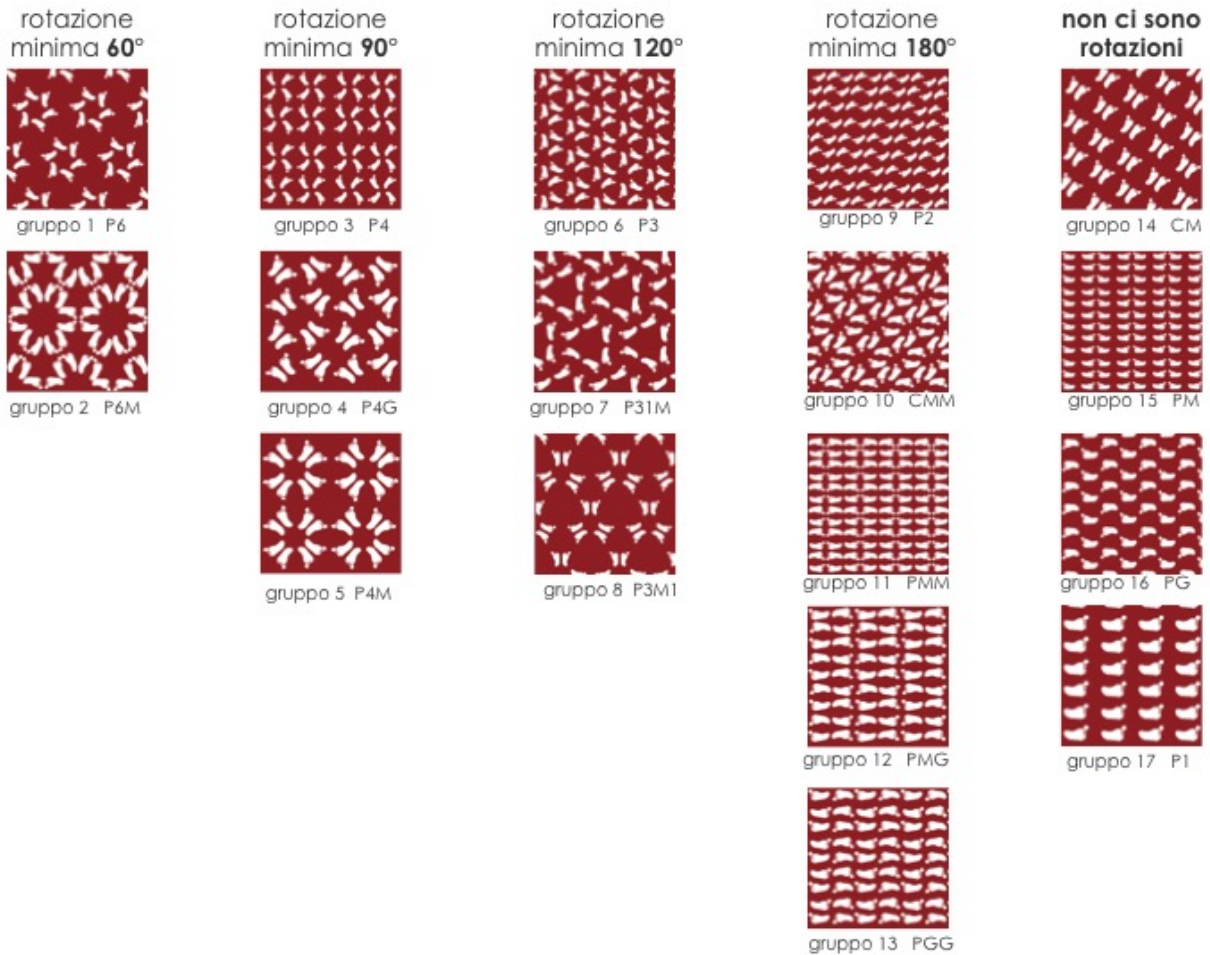 rotazione
minima 60°
rotazione
minima 90°
rotazione
minima 120°
rotazione
minima 180°
non ci sono
rotazioni
gruppo 1 P6
gruppo 3 P4
gruppo 6 P3
gruppo 9 P2
gruppo 14 CM
gruppo 2 P6M
gruppo 4 P4G
gruppo 7 P31M
gruppo 10 CMM
gruppo 15 PM
gruppo 5 P4M
gruppo 8 P3M1
gruppo 11 PMM
gruppo 16 PG
gruppo 12 PMG
gruppo 17 P1
gruppo 13 PGG